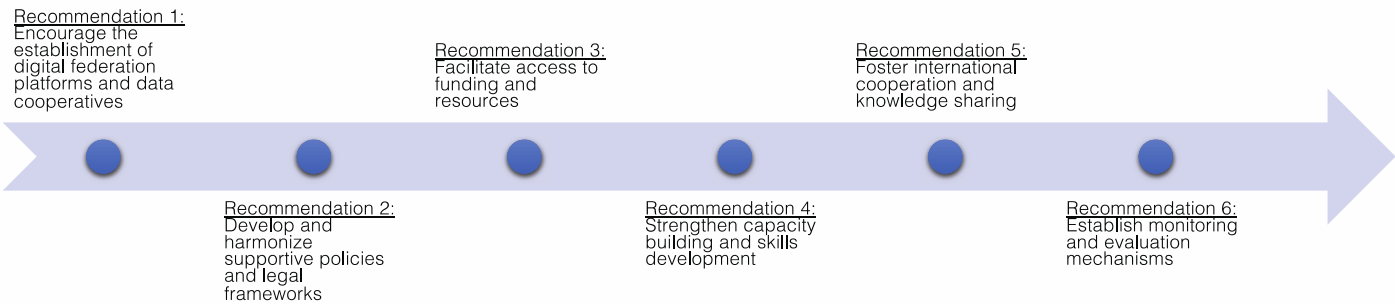 Recommendation 1:
Encourage the
establishment of
digital federation
platforms and data
cooperatives
Recommendation 2:
Develop and
harmonize
supportive policies
and legal
frameworks
Recommendation 3:
Facilitate access to
funding and
resources
Recommendation 4:
Strengthen capacity
building and skills
development
Recommendation 5:
Foster international
cooperation and
knowledge sharing
Recommendation 6:
Establish monitoring
and evaluation
mechanisms